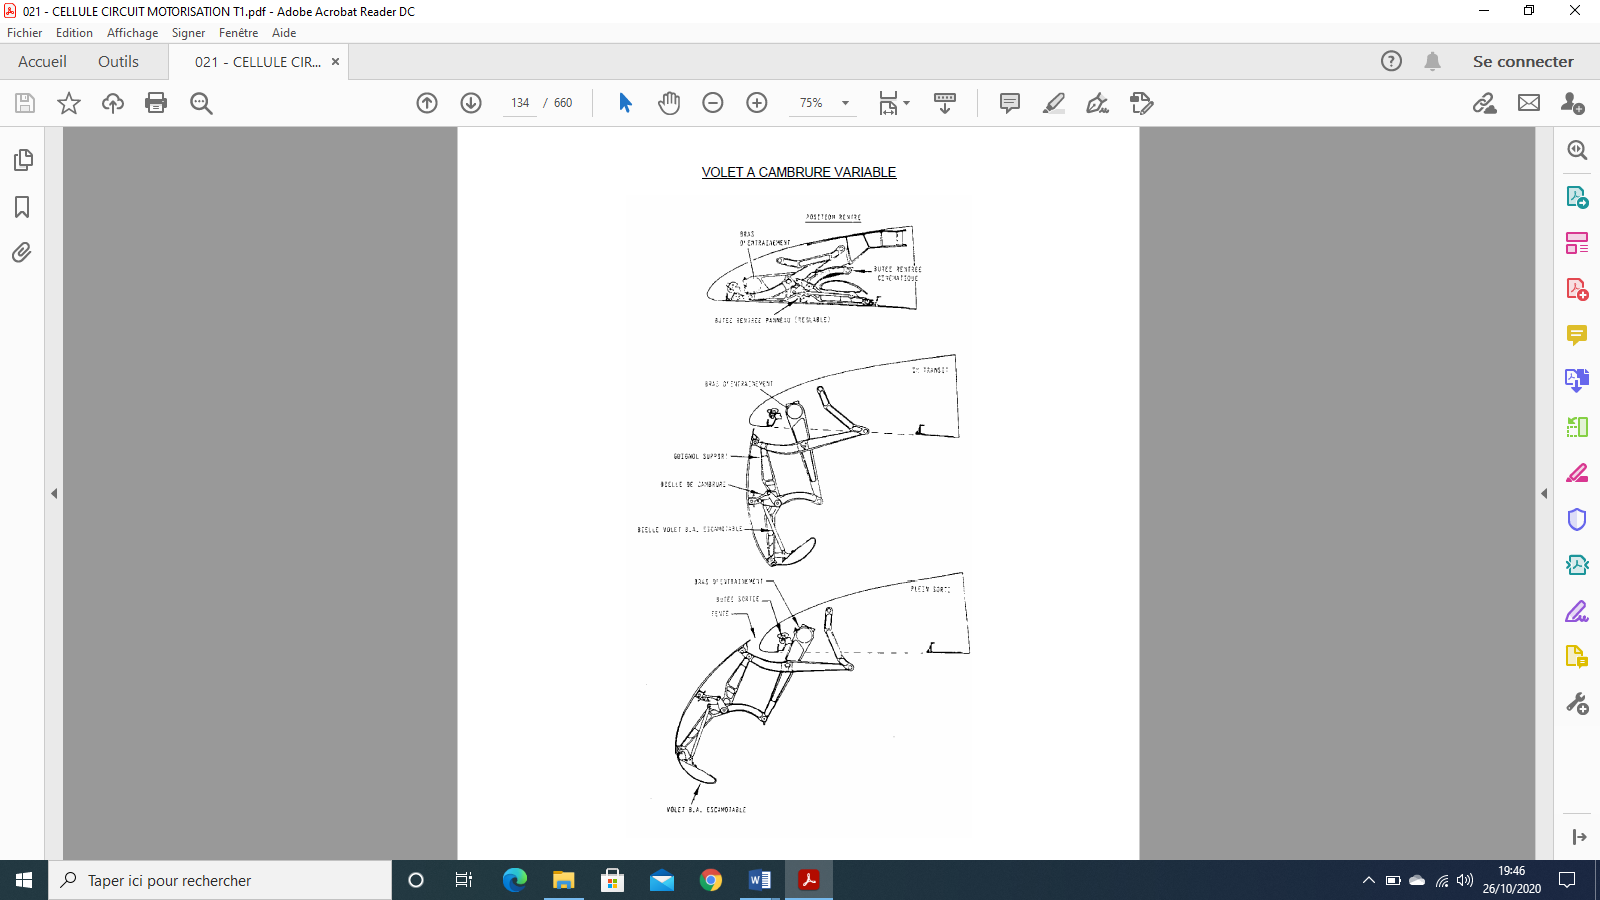 021 - CELLULE CIRCUIT MOTORISATION T1.pdf - Adobe Acrobat Reader DC
Fichier Edition Affichage Signer Fenêtre Aide
Accueil Outils 021 - CELLULE CIR... × Se connecter
134 / 660 75%
VOLET A CAMBRURE VARIABLE
POSITION RENTRE
BRAS
D'ENTRAINEMENT
BUTEE RENTREE
CINEMATIQUE
BUTEE RENTREE PANNEAU (REGLABLE)
EN TRANSIT
BRAS D'ENTRAINEMENT
GUIGNOL SUPPORT
BIELLE DE CAMBRURE
BIELLE VOLET B.A. ESCAMOTABLE
BRAS D'ENTRAINEMENT
PLEIN SORTI
BUTEE SORTIE
FENTE
VOLET B.A. ESCAMOTABLE
Taper ici pour rechercher
19:46
26/10/2020